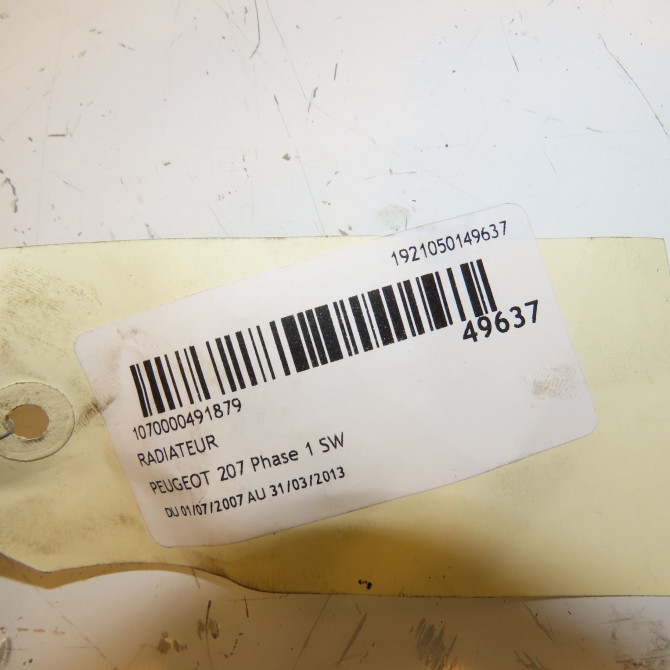 1921050149637
49637
1070000491879
RADIATEUR
PEUGEOT 207 Phase 1 SW
DU 01/07/2007 AU 31/03/2013